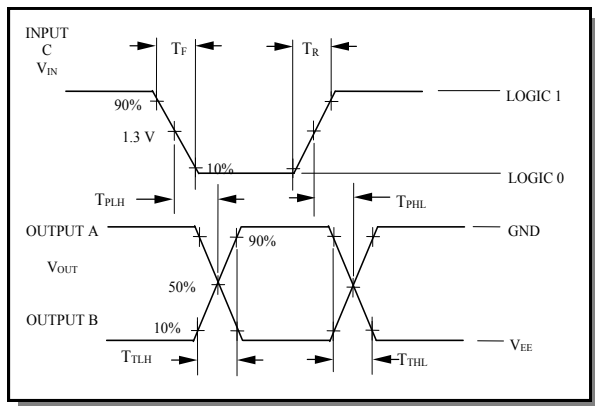 INPUT
C
VIN
TF
TR
90%
LOGIC 1
1.3 V
10%
LOGIC 0
TPLH
TPHL
OUTPUT A
90%
GND
VOUT
50%
OUTPUT B
10%
VEE
TTLH
TTHL